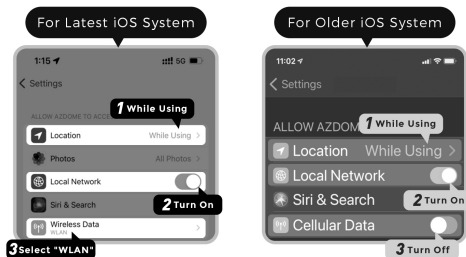 For Latest iOS System
1:15
5G
Settings
ALLOW AZDOME TO ACCE
1 While Using
Location
While Using
Photos
All Photos
Local Network
2 Turn On
Siri & Search
Wireless Data
WLAN
3 Select "WLAN"
For Older iOS System
11:02
Settings
ALLOW AZDOM
1 While Using
Location While Using
Local Network
Siri & Search
2 Turn On
Cellular Data
3 Turn Off